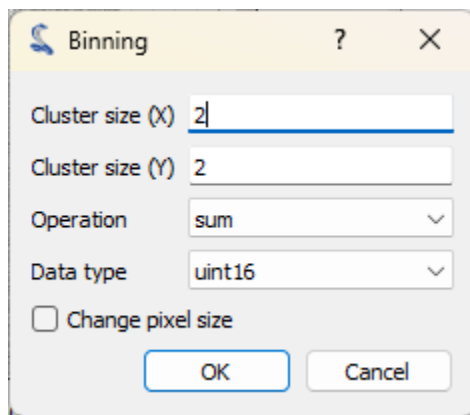 Binning ?
Cluster size (X) 2
Cluster size (Y) 2
Operation sum
Data type uint16
Change pixel size
OK Cancel